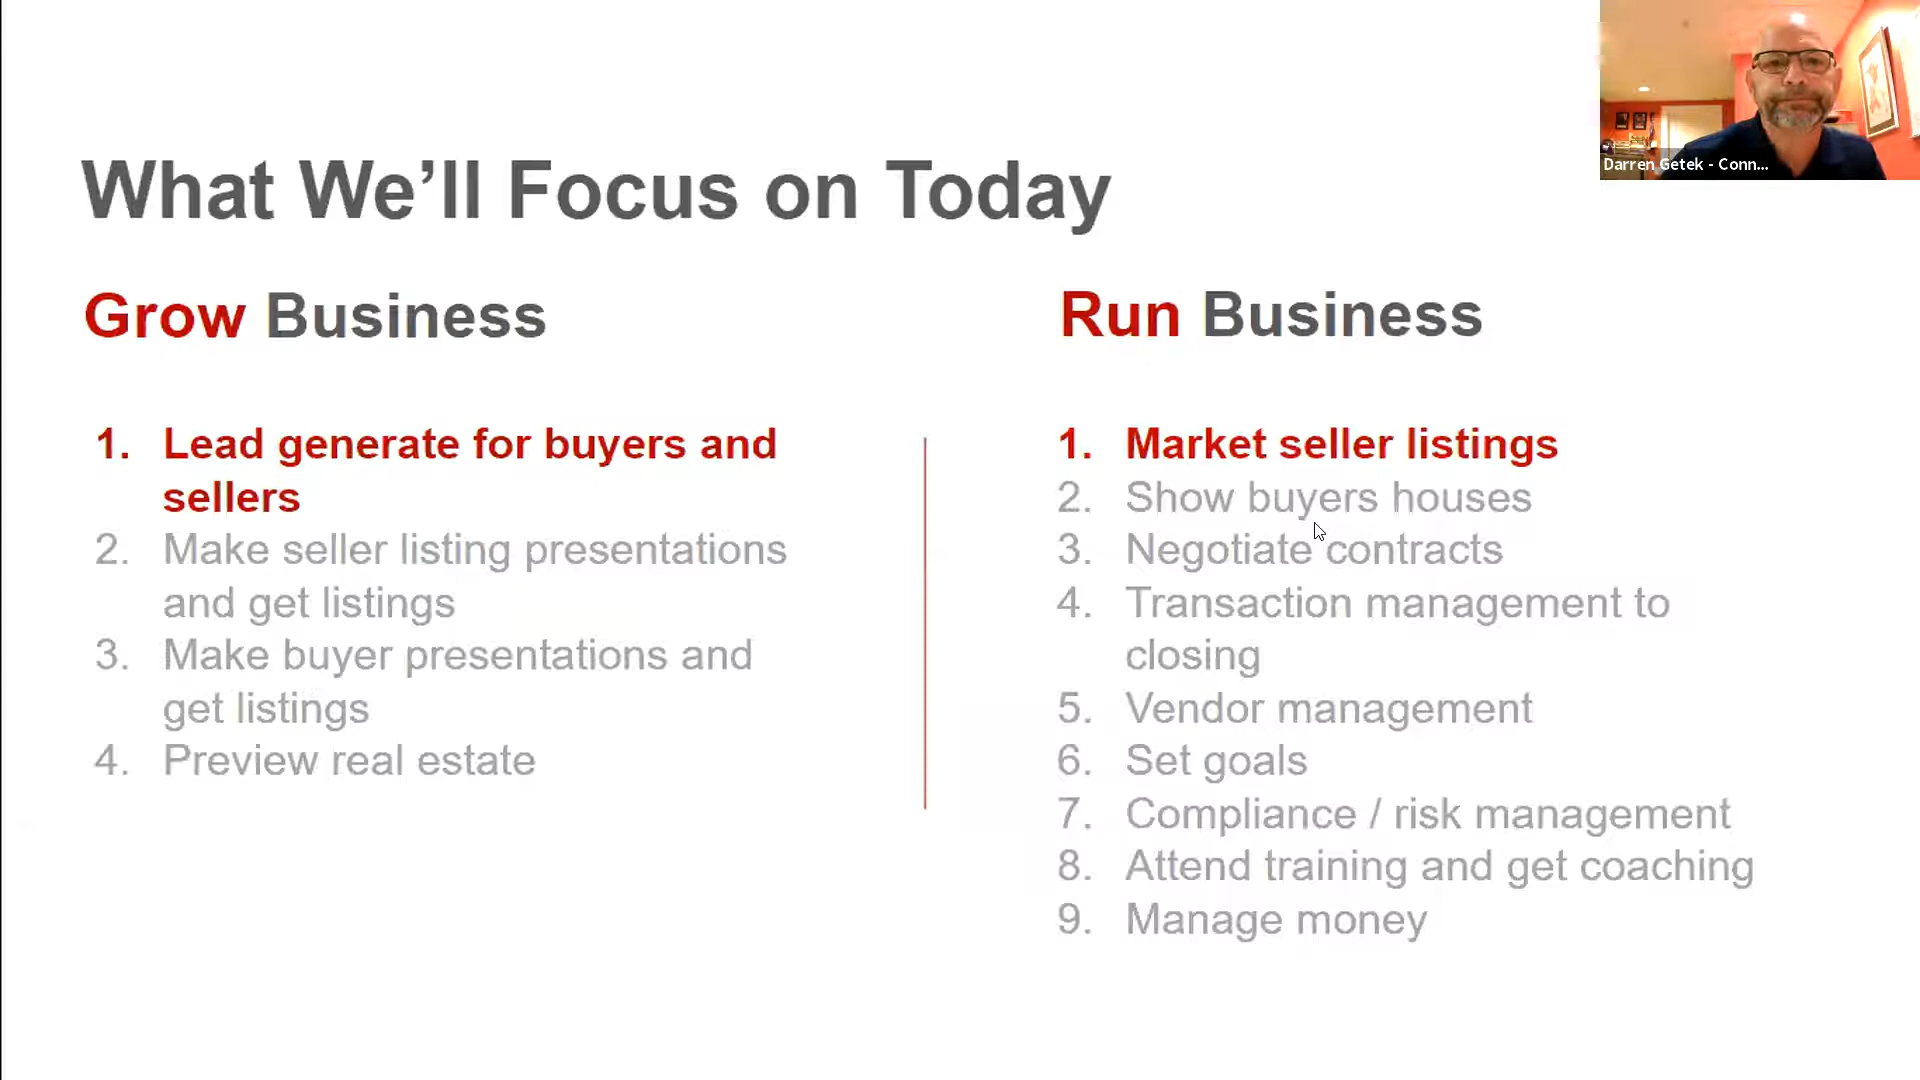 What We’ll Focus on Today
Grow Business
1. Lead generate for buyers and
sellers
2. Make seller listing presentations
and get listings
3. Make buyer presentations and
get listings
4. Preview real estate
Run Business
1. Market seller listings
2. Show buyers houses
3. Negotiate contracts
4. Transaction management to
closing
5. Vendor management
6. Set goals
7. Compliance / risk management
8. Attend training and get coaching
9. Manage money
Darren Getek - Conn...